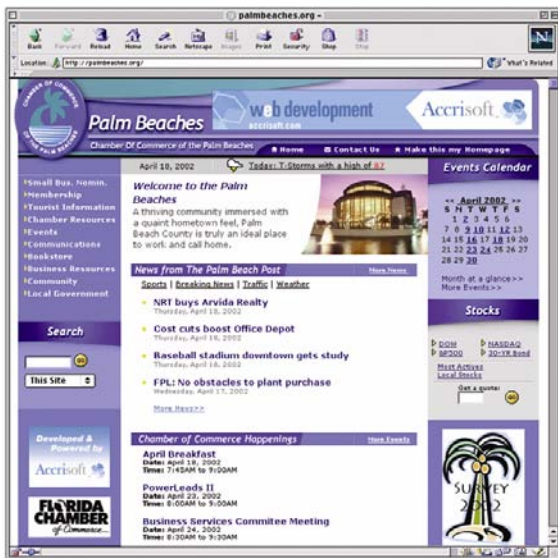 palmbeaches.org
Back Forward Reload Home Search Netscape Images Print Security Shop Stop
Location: http://palmbeaches.org/ What's Related
CHAMBER OF COMMERCE OF THE PALM BEACHES
web development
accrisoft.com
Accrisoft
Palm Beaches
Chamber Of Commerce of the Palm Beaches
Home Contact Us Make this my Homepage
April 18, 2002 Today: T-Storms with a high of 82
Small Bus. Nomin.
Membership
Tourist Information
Chamber Resources
Events
Communications
Bookstore
Business Resources
Community
Local Government
Search
GO
This Site
Developed & Powered by
Accrisoft
FLORIDA
CHAMBER
of Commerce
Welcome to the Palm
Beaches
A thriving community immersed with
a quaint hometown feel, Palm
Beach County is truly an ideal place
to work and call home.
News from The Palm Beach Post More News
Sports | Breaking News | Traffic | Weather
NRT buys Arvida Realty
Thursday, April 18, 2002
Cost cuts boost Office Depot
Thursday, April 18, 2002
Baseball stadium downtown gets study
Thursday, April 18, 2002
FPL: No obstacles to plant purchase
Wednesday, April 17, 2002
More News>>
Chamber of Commerce Happenings More Events
April Breakfast
Date: April 18, 2002
Time: 7:45AM to 9:00AM
PowerLeads II
Date: April 23, 2002
Time: 8:00AM to 9:00AM
Business Services Commitee Meeting
Date: April 24, 2002
Time: 8:30AM to 9:30AM
Events Calendar
<< April 2002 >>
S M T W T F S
1 2 3 4 5 6
7 8 9 10 11 12 13
14 15 16 17 18 19 20
21 22 23 24 25 26 27
28 29 30
Month at a glance>>
More Events>>
Stocks
DOW NASDAQ
SP500 30-YR Bond
Most Actives
Local Stocks
Get a quote:
GO
SURVEY
2002